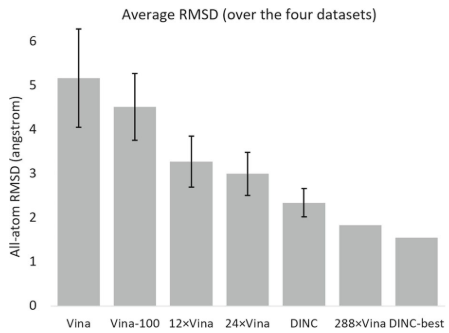 Average RMSD (over the four datasets)
All-atom RMSD (angstrom)
6
5
4
3
2
1
0
Vina Vina-100 12×Vina 24×Vina DINC 288×Vina DINC-best